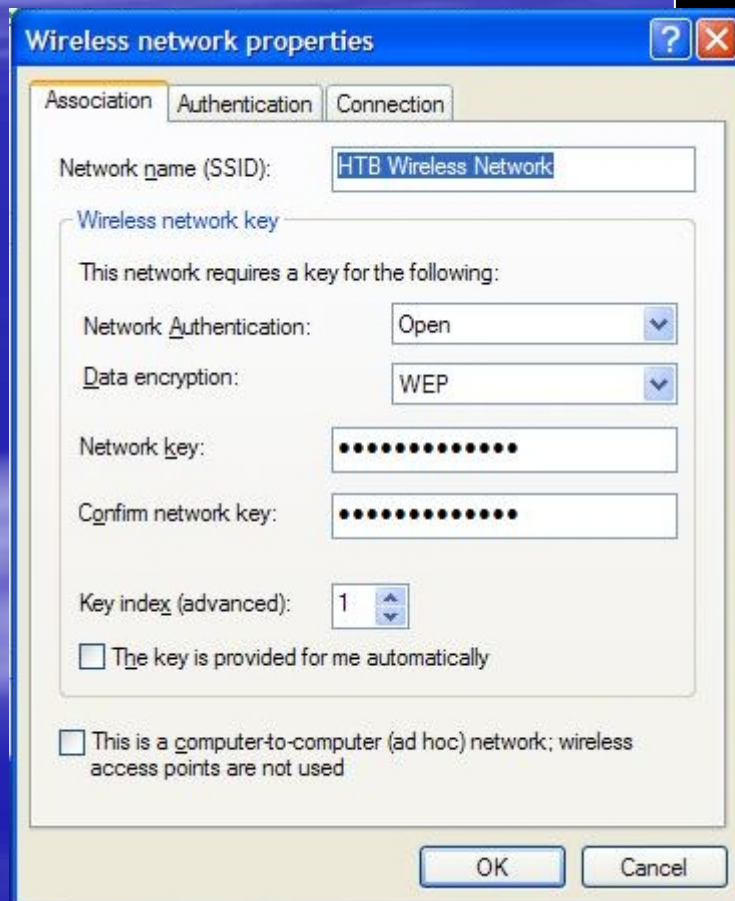 Wireless network properties
Association Authentication Connection
Network name (SSID): HTB Wireless Network
Wireless network key
This network requires a key for the following:
Network Authentication: Open
Data encryption: WEP
Network key: •••••••••••••
Confirm network key: •••••••••••••
Key index (advanced): 1
The key is provided for me automatically
This is a computer-to-computer (ad hoc) network; wireless
access points are not used
OK Cancel